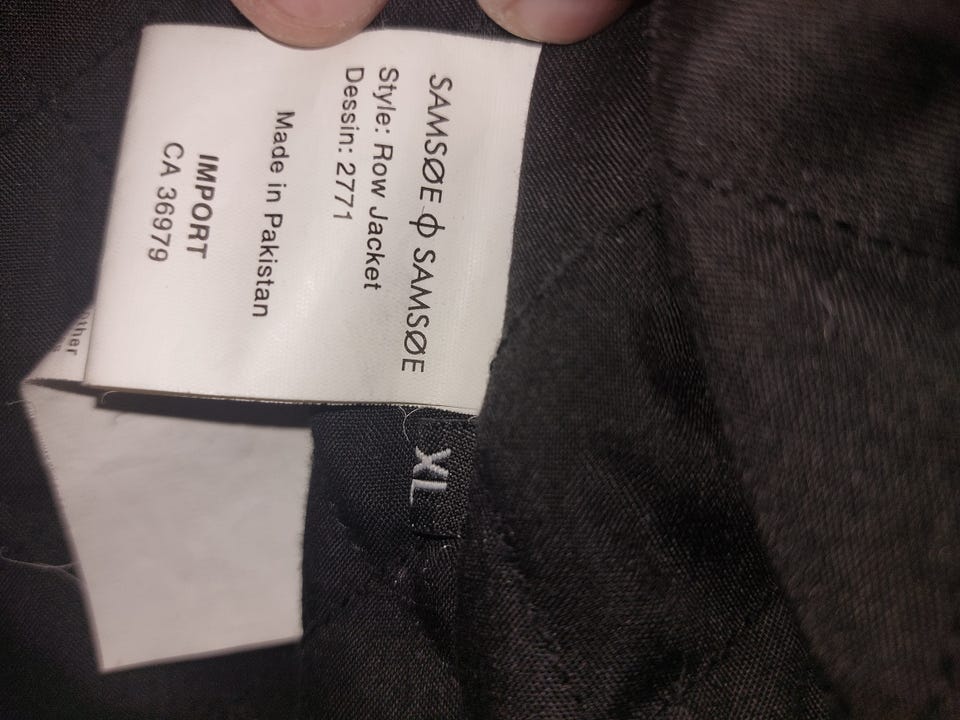 SAMSØE ϕ SAMSØE
Style: Row Jacket
Dessin: 2771
Made in Pakistan
IMPORT
CA 36979
XL